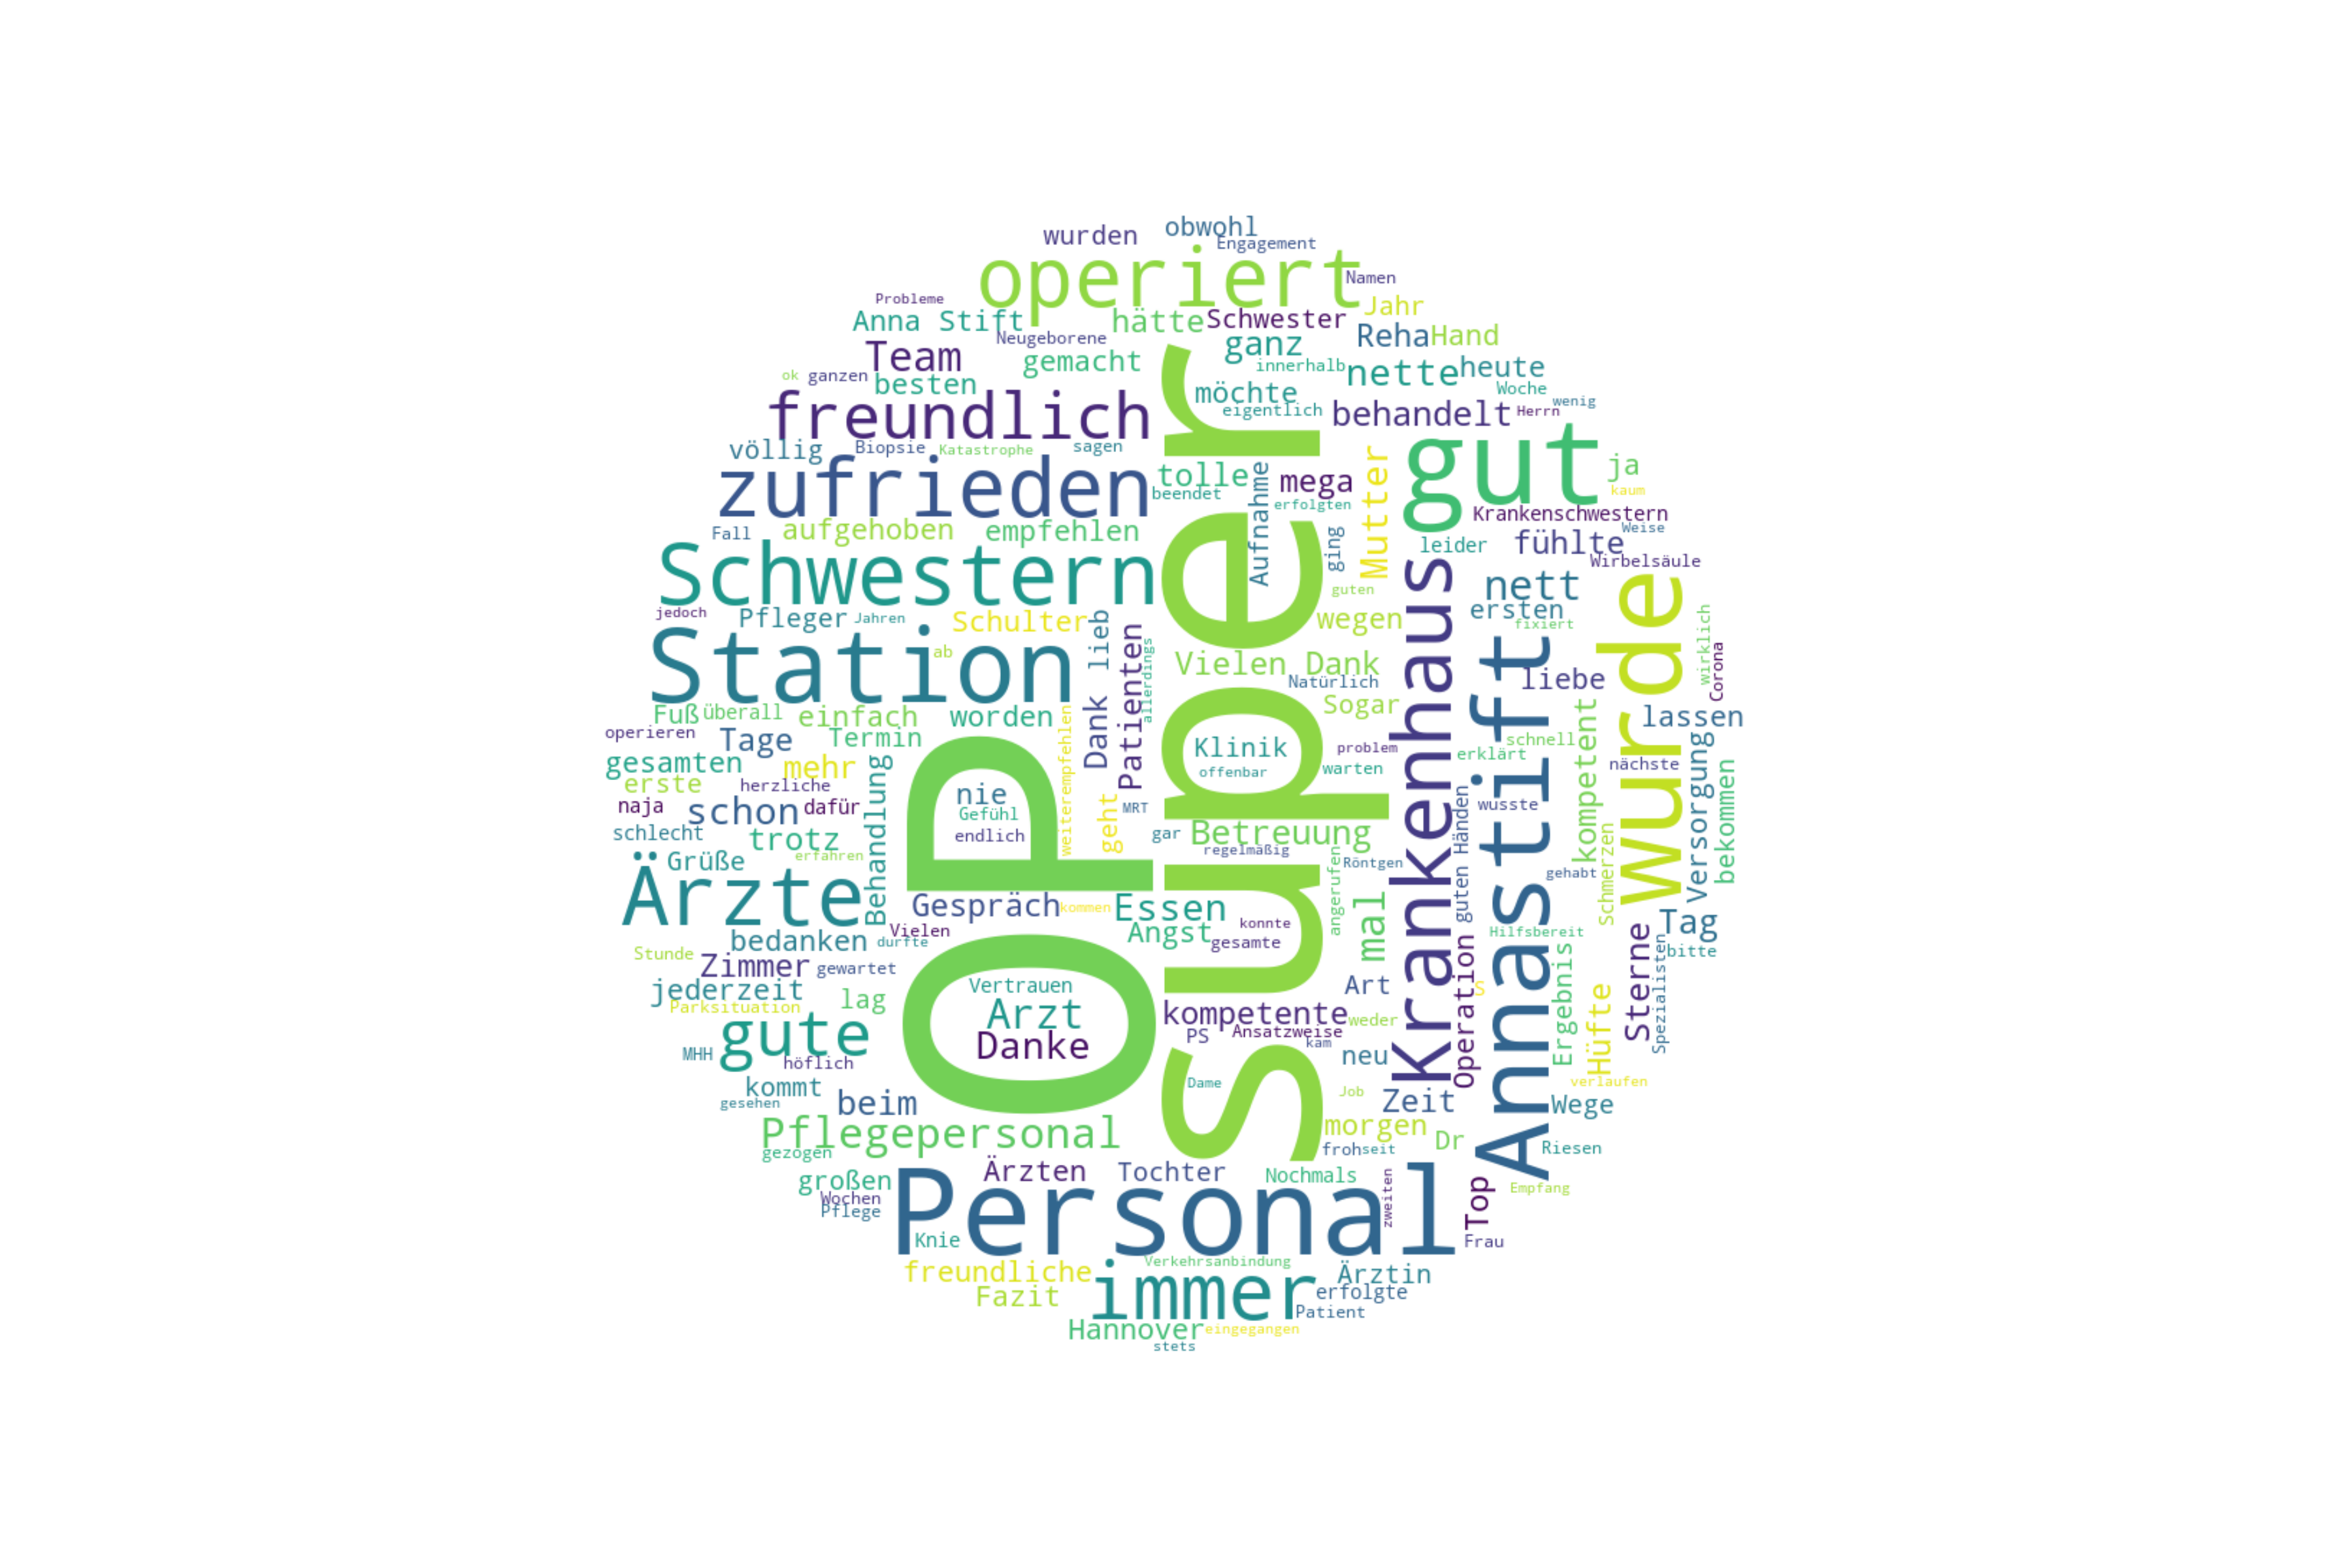 obwohl
wurden
Engagement
operiert
Namen
Probleme
Jahr
Anna Stift
hätte
Schwester
Neugeborene
Reha
Hand
Team
gemacht
ganz
innerhalb
nette
heute
ok
ganzen
besten
möchte
Woche
freundlich
eigentlich
behandelt
Herrn
wenig
völlig
Biopsie
Katastrophe
sagen
gut
zufrieden
tolle
beendet
Aufnahme
mega
erfolgten
Mutter
ja
kaum
Krankenschwestern
Weise
Fall
aufgehoben
empfehlen
ging
leider
fühlte
Wirbelsäule
Schwestern
Super
guten
nett
wurde
jedoch
Pfleger
Jahren
Schulter
lieb
wegen
ersten
fixiert
wirklich
Station
ab
Dank
Patienten
allerdings
Vielen Dank
Natürlich
Krankenhaus
Annastift
liebe
Corona
Fuß
überall
einfach
worden
Sogar
kompetent
lassen
operieren
Tage
Termin
weiterempfehlen
Klinik
problem
schnell
erklärt
gesamten
mehr
offenbar
warten
nächste
Versorgung
erste
herzliche
Behandlung
OP
nie
geht
MRT
bekommen
naja
schon
dafür
Gefühl
guten Händen
wusste
schlecht
trotz
endlich
gar
Betreuung
Schmerzen
Grüße
erfahren
regelmäßig
angerufen
Röntgen
gehabt
Ärzte
Gespräch
kommen
Essen
mal
konnte
Tag
Vielen
Angst
gesamte
Hilfsbereit
bedanken
durfte
Operation
Sterne
Spezialisten
bitte
Stunde
Zimmer
gewartet
Ergebnis
jederzeit
lag
Vertrauen
Art
S
Hüfte
Parksituation
Arzt
kompetente
weder
gute
Danke
PS
Ansatzweise
kam
MHH
höflich
neu
kommt
Dame
Job
verlaufen
gesehen
beim
Zeit
Wege
Pflegepersonal
morgen
Dr
gezogen
froh
seit
Riesen
großen
Ärzten
Tochter
Nochmals
zweiten
Top
Empfang
Wochen
Pflege
Personal
Knie
Frau
Verkehrsanbindung
freundliche
immer
Ärztin
Fazit
erfolgte
Patient
Hannover
eingegangen
stets